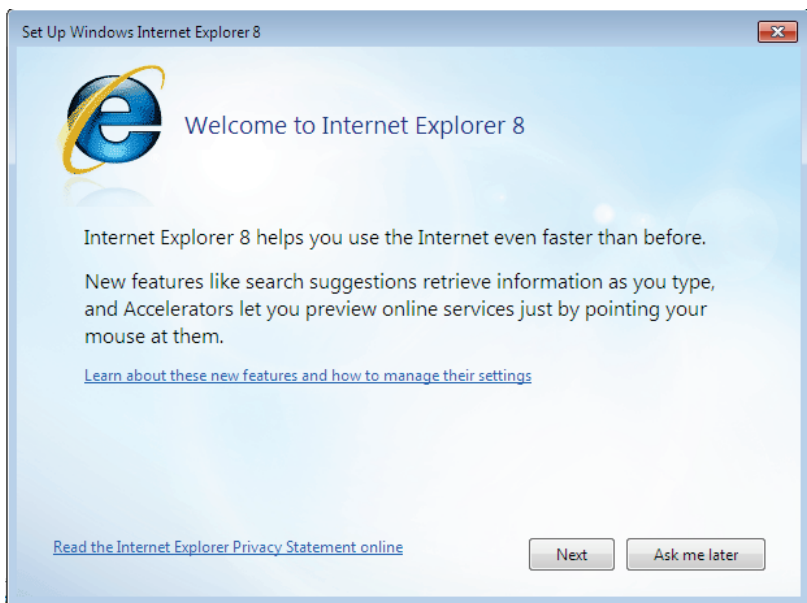 Set Up Windows Internet Explorer 8
Welcome to Internet Explorer 8
Internet Explorer 8 helps you use the Internet even faster than before.
New features like search suggestions retrieve information as you type,
and Accelerators let you preview online services just by pointing your
mouse at them.
Learn about these new features and how to manage their settings
Read the Internet Explorer Privacy Statement online
Next
Ask me later